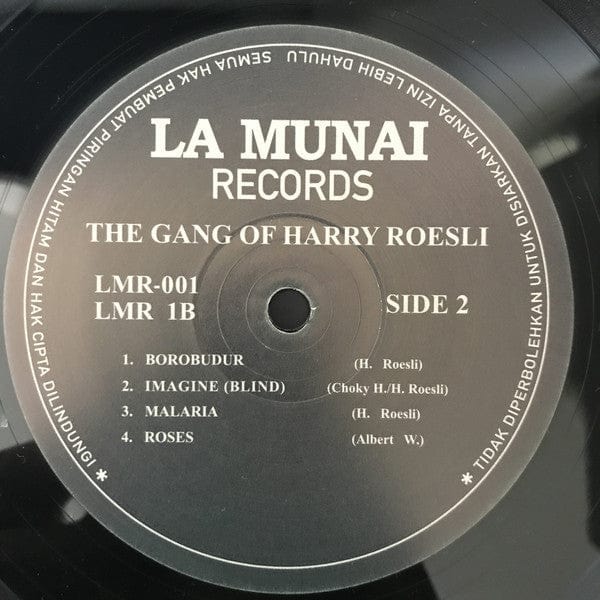 SEMUA HAK PEMBUAT PIRINGAN HITAM DAN HAK CIPTA DILINDUNGI *
* TIDAK DIPERBOLEHKAN UNTUK DISIARKAN TANPA IZIN LEBIH DAHULU
LA MUNAI
RECORDS
THE GANG OF HARRY ROESLI
LMR-001
LMR 1B
SIDE 2
1. BOROBUDUR (H. Roesli)
2. IMAGINE (BLIND) (Choky H./H. Roesli)
3. MALARIA (H. Roesli)
4. ROSES (Albert W.)